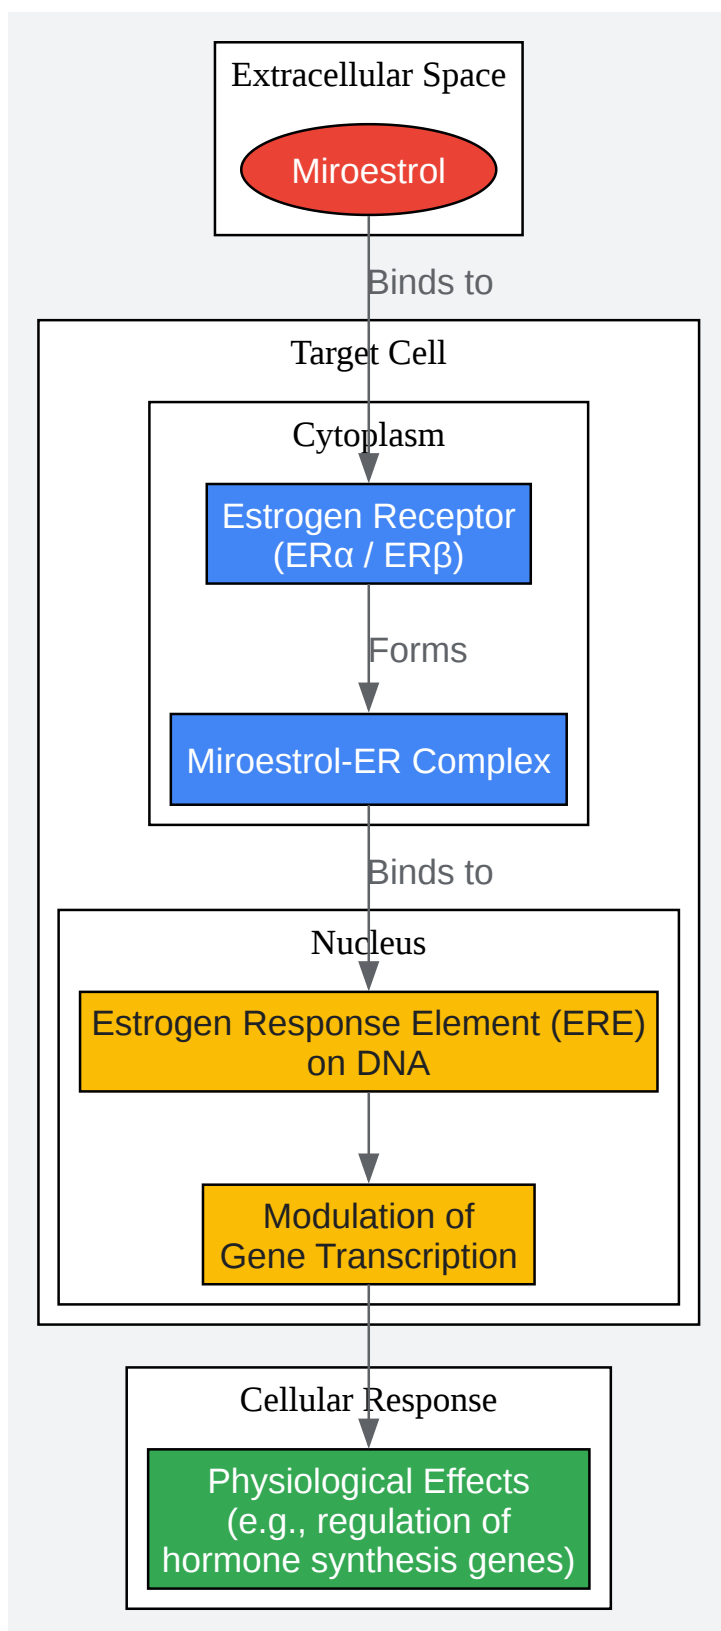 Extracellular Space
Miroestrol
Binds to
Target Cell
Cytoplasm
Estrogen Receptor
(ERα / ERβ)
Forms
Miroestrol-ER Complex
Binds to
Nucleus
Estrogen Response Element (ERE)
on DNA
Modulation of
Gene Transcription
Cellular Response
Physiological Effects
(e.g., regulation of
hormone synthesis genes)